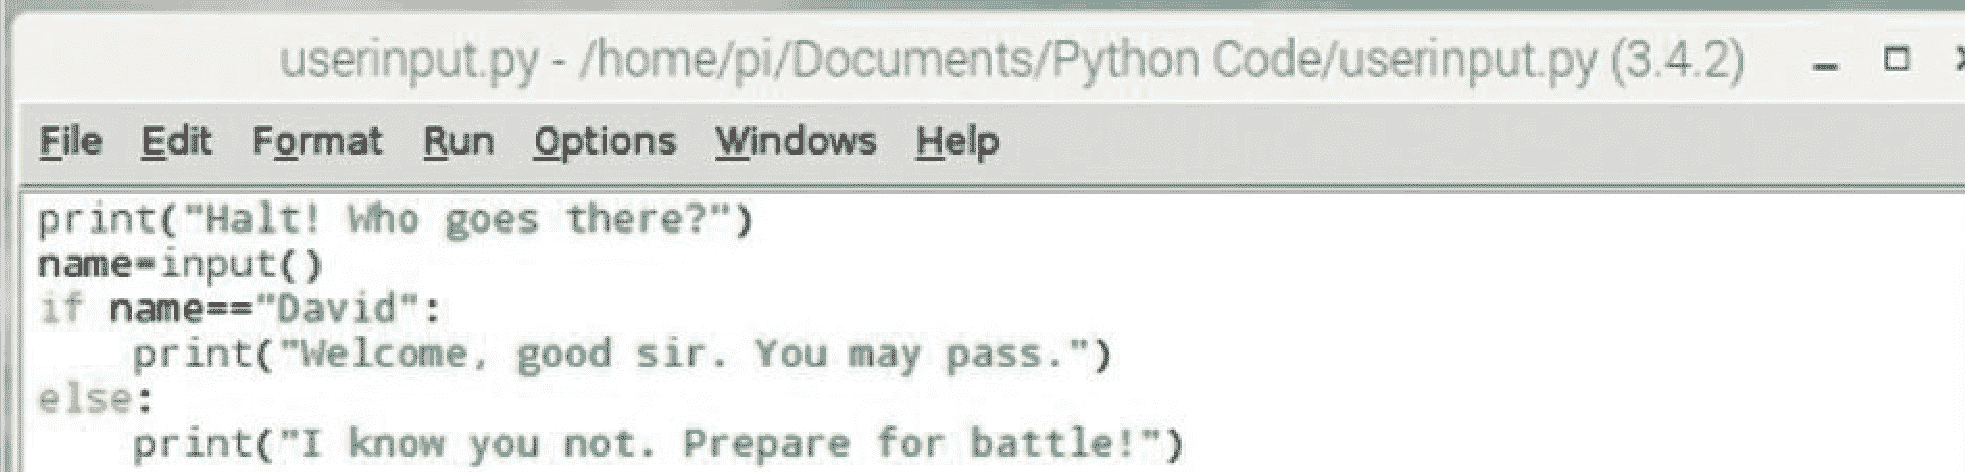 userinput.py - /home/pi/Documents/Python Code/userinput.py (3.4.2)
File Edit Format Run Options Windows Help
print("Halt! Who goes there?")
name=input()
if name=="David":
    print("Welcome, good sir. You may pass.")
else:
    print("I know you not. Prepare for battle!")